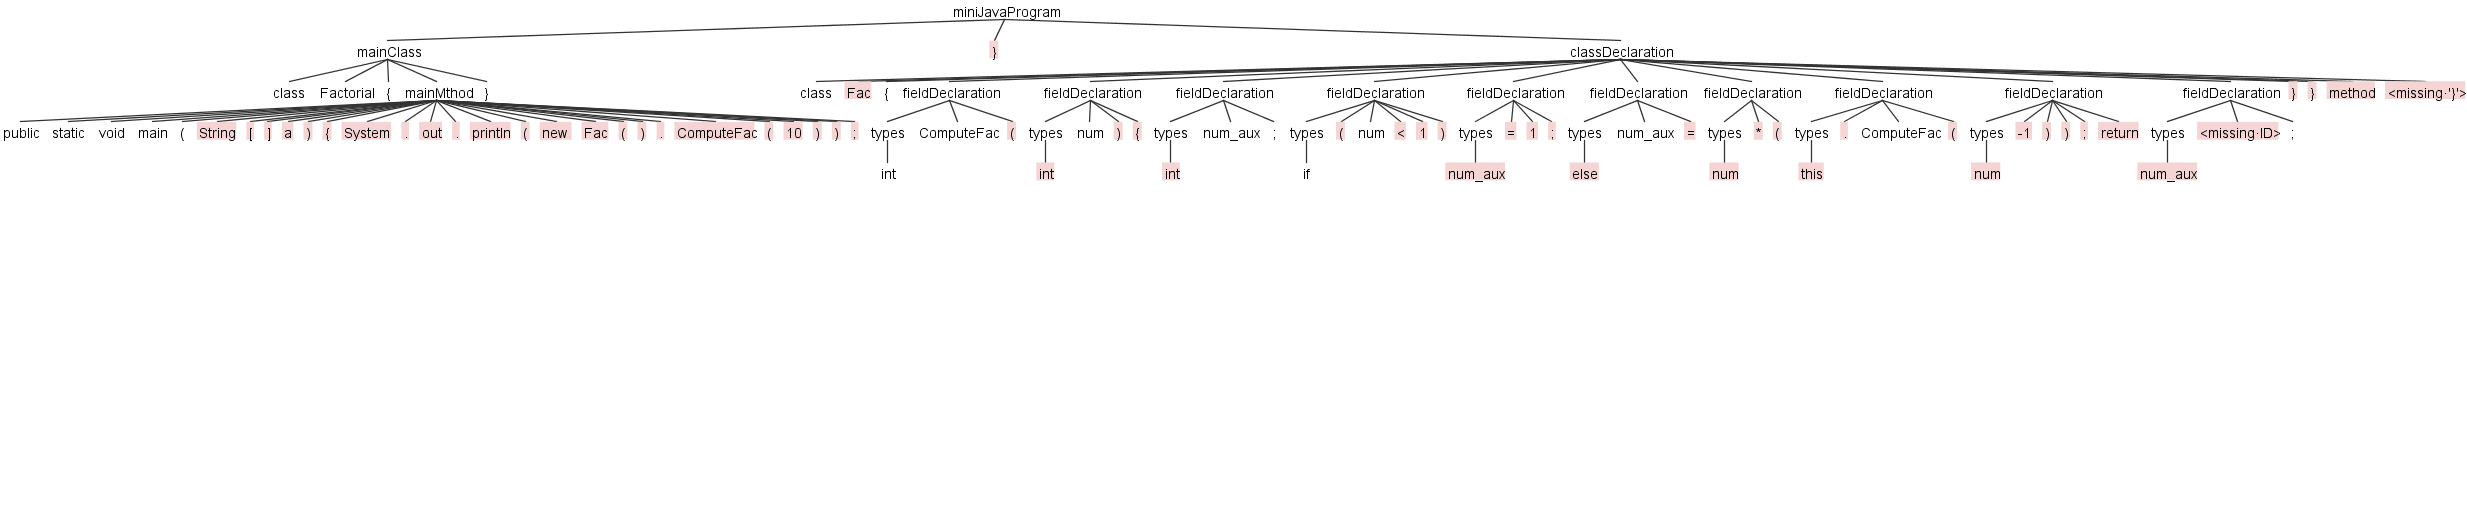 miniJavaProgram
mainClass } classDeclaration
class Factorial { mainMthod } class Fac { fieldDeclaration fieldDeclaration fieldDeclaration fieldDeclaration fieldDeclaration fieldDeclaration fieldDeclaration fieldDeclaration fieldDeclaration fieldDeclaration } } method <missing·'}'>
public static void main ( String [ ] a ) { System . out . println ( new Fac ( ) . ComputeFac ( 10 ) ) ; types ComputeFac ( types num ) { types num_aux ; types ( num < 1 ) types = 1 ; types num_aux = types * ( types . ComputeFac ( types -1 ) ) ; return types <missing·ID> ;
int int int if num_aux else num this num num_aux